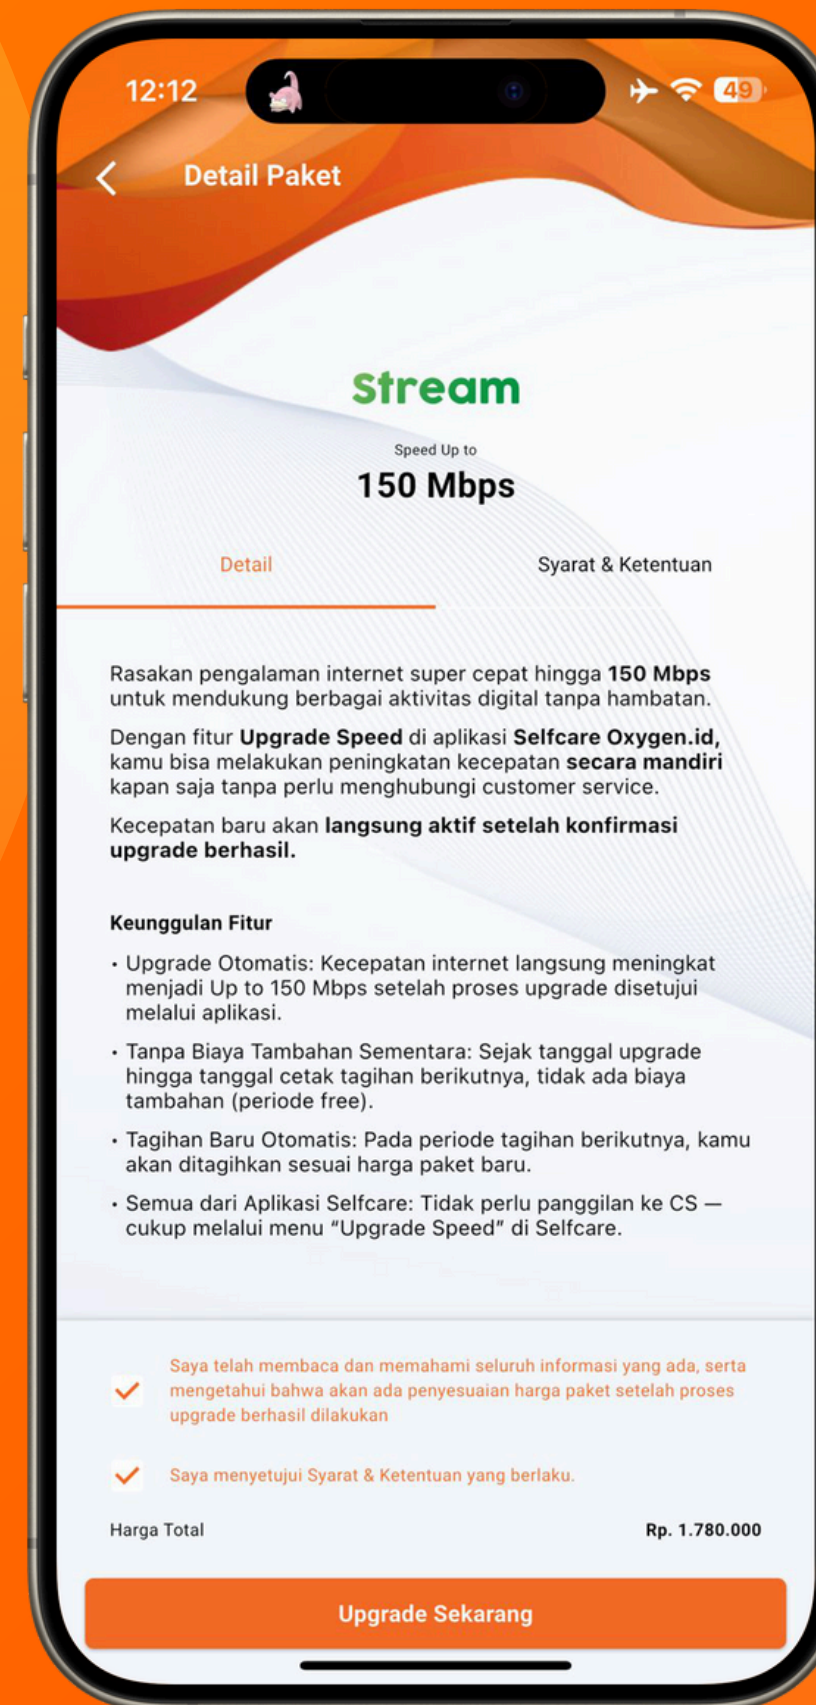 12:12
49
Detail Paket
Stream
Speed Up to
150 Mbps
Detail
Syarat & Ketentuan
Rasakan pengalaman internet super cepat hingga 150 Mbps
untuk mendukung berbagai aktivitas digital tanpa hambatan.
Dengan fitur Upgrade Speed di aplikasi Selfcare Oxygen.id,
kamu bisa melakukan peningkatan kecepatan secara mandiri
kapan saja tanpa perlu menghubungi customer service.
Kecepatan baru akan langsung aktif setelah konfirmasi
upgrade berhasil.
Keunggulan Fitur
• Upgrade Otomatis: Kecepatan internet langsung meningkat
menjadi Up to 150 Mbps setelah proses upgrade disetujui
melalui aplikasi.
• Tanpa Biaya Tambahan Sementara: Sejak tanggal upgrade
hingga tanggal cetak tagihan berikutnya, tidak ada biaya
tambahan (periode free).
• Tagihan Baru Otomatis: Pada periode tagihan berikutnya, kamu
akan ditagihkan sesuai harga paket baru.
• Semua dari Aplikasi Selfcare: Tidak perlu panggilan ke CS —
cukup melalui menu “Upgrade Speed” di Selfcare.
Saya telah membaca dan memahami seluruh informasi yang ada, serta
mengetahui bahwa akan ada penyesuaian harga paket setelah proses
upgrade berhasil dilakukan
Saya menyetujui Syarat & Ketentuan yang berlaku.
Harga Total
Rp. 1.780.000
Upgrade Sekarang